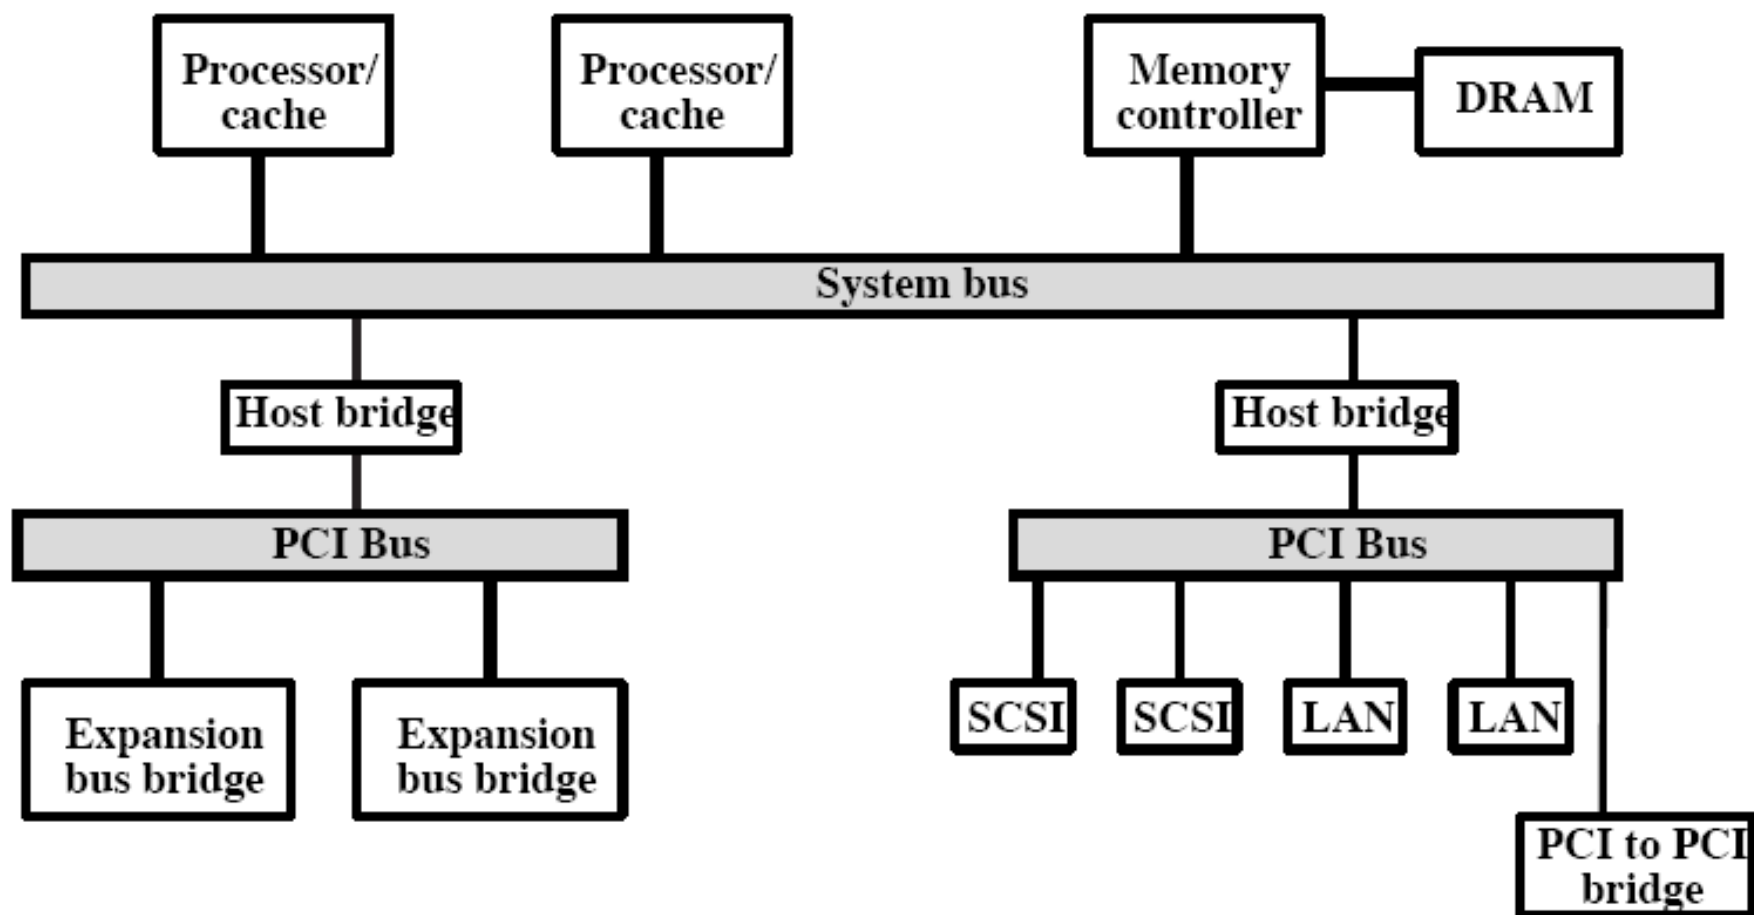 Processor/
cache
Processor/
cache
Memory
controller
DRAM
System bus
Host bridge
Host bridge
PCI Bus
PCI Bus
Expansion
bus bridge
Expansion
bus bridge
SCSI
SCSI
LAN
LAN
PCI to PCI
bridge